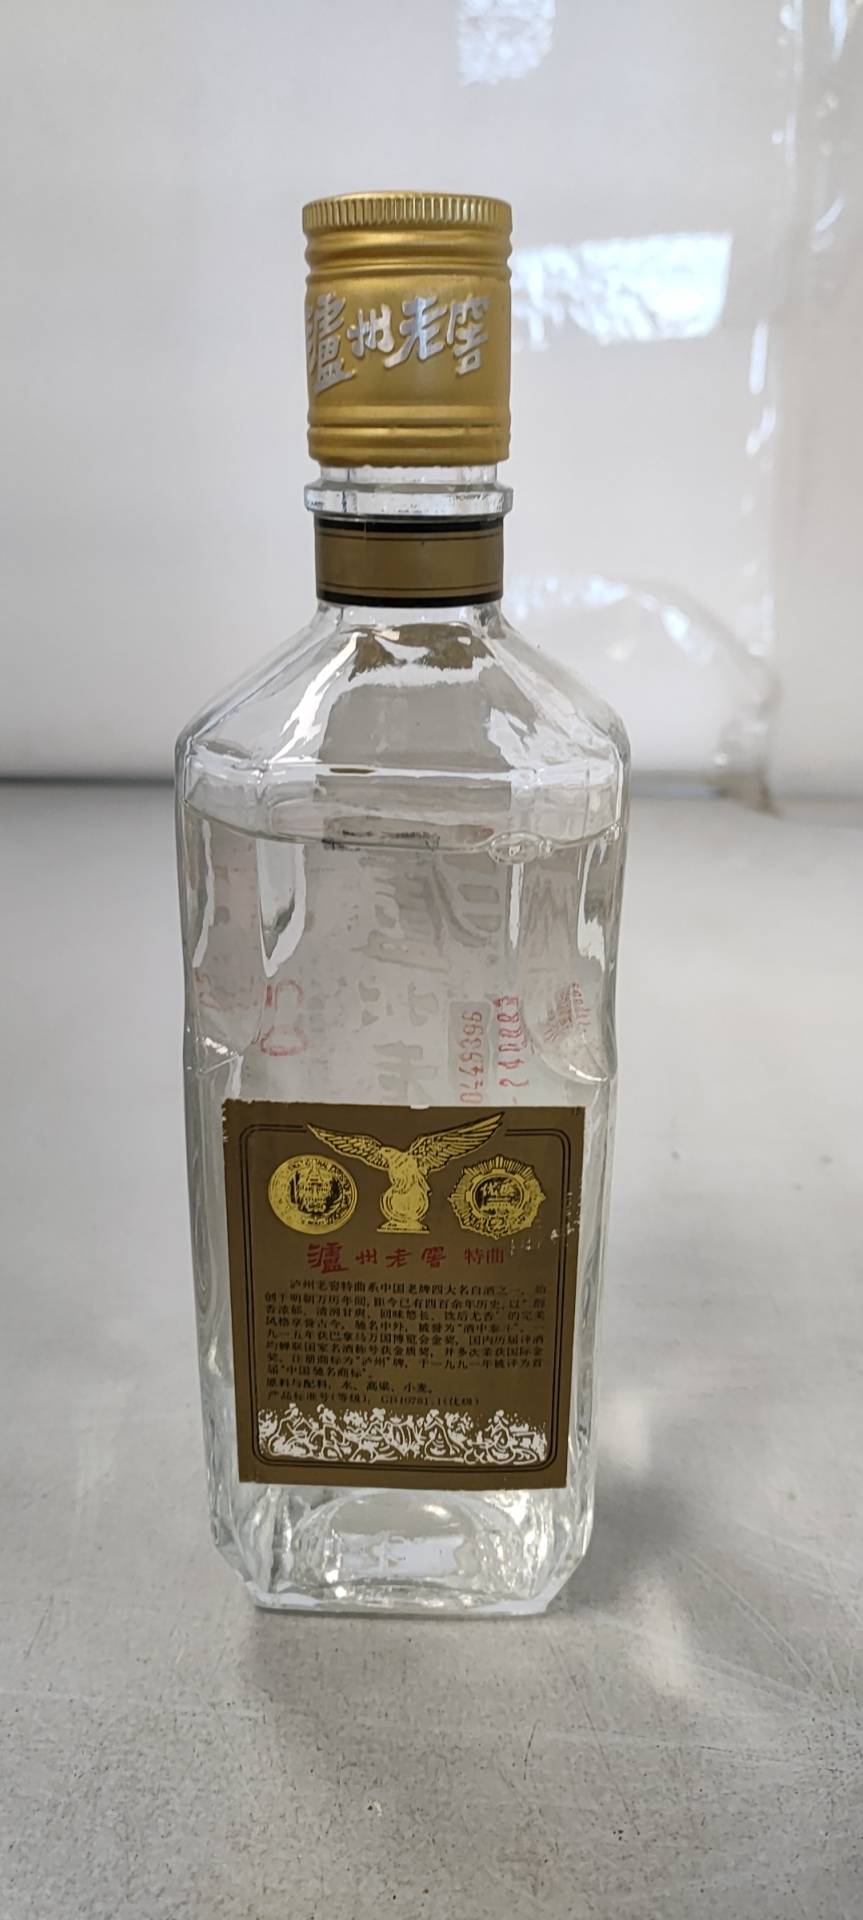 泸州老窖
泸州老窖 特曲
泸州老窖特曲系中国老牌四大名白酒之一，始
创于明朝万历年间，距今已有四百余年历史，以“醇
香浓郁，清冽甘爽，回味悠长，饮后尤香”的完美
风格享誉古今，驰名中外，被誉为“酒中泰斗”。一
九一五年获巴拿马万国博览会金奖，国内历届评酒
均蝉联国家名酒称号获金质奖，并多次荣获国际金
奖。注册商标为“泸州”牌，于一九九一年被评为首
届“中国驰名商标”。
原料与配料：水、高粱、小麦。
产品标准号(等级)：GB10781.1(优级)